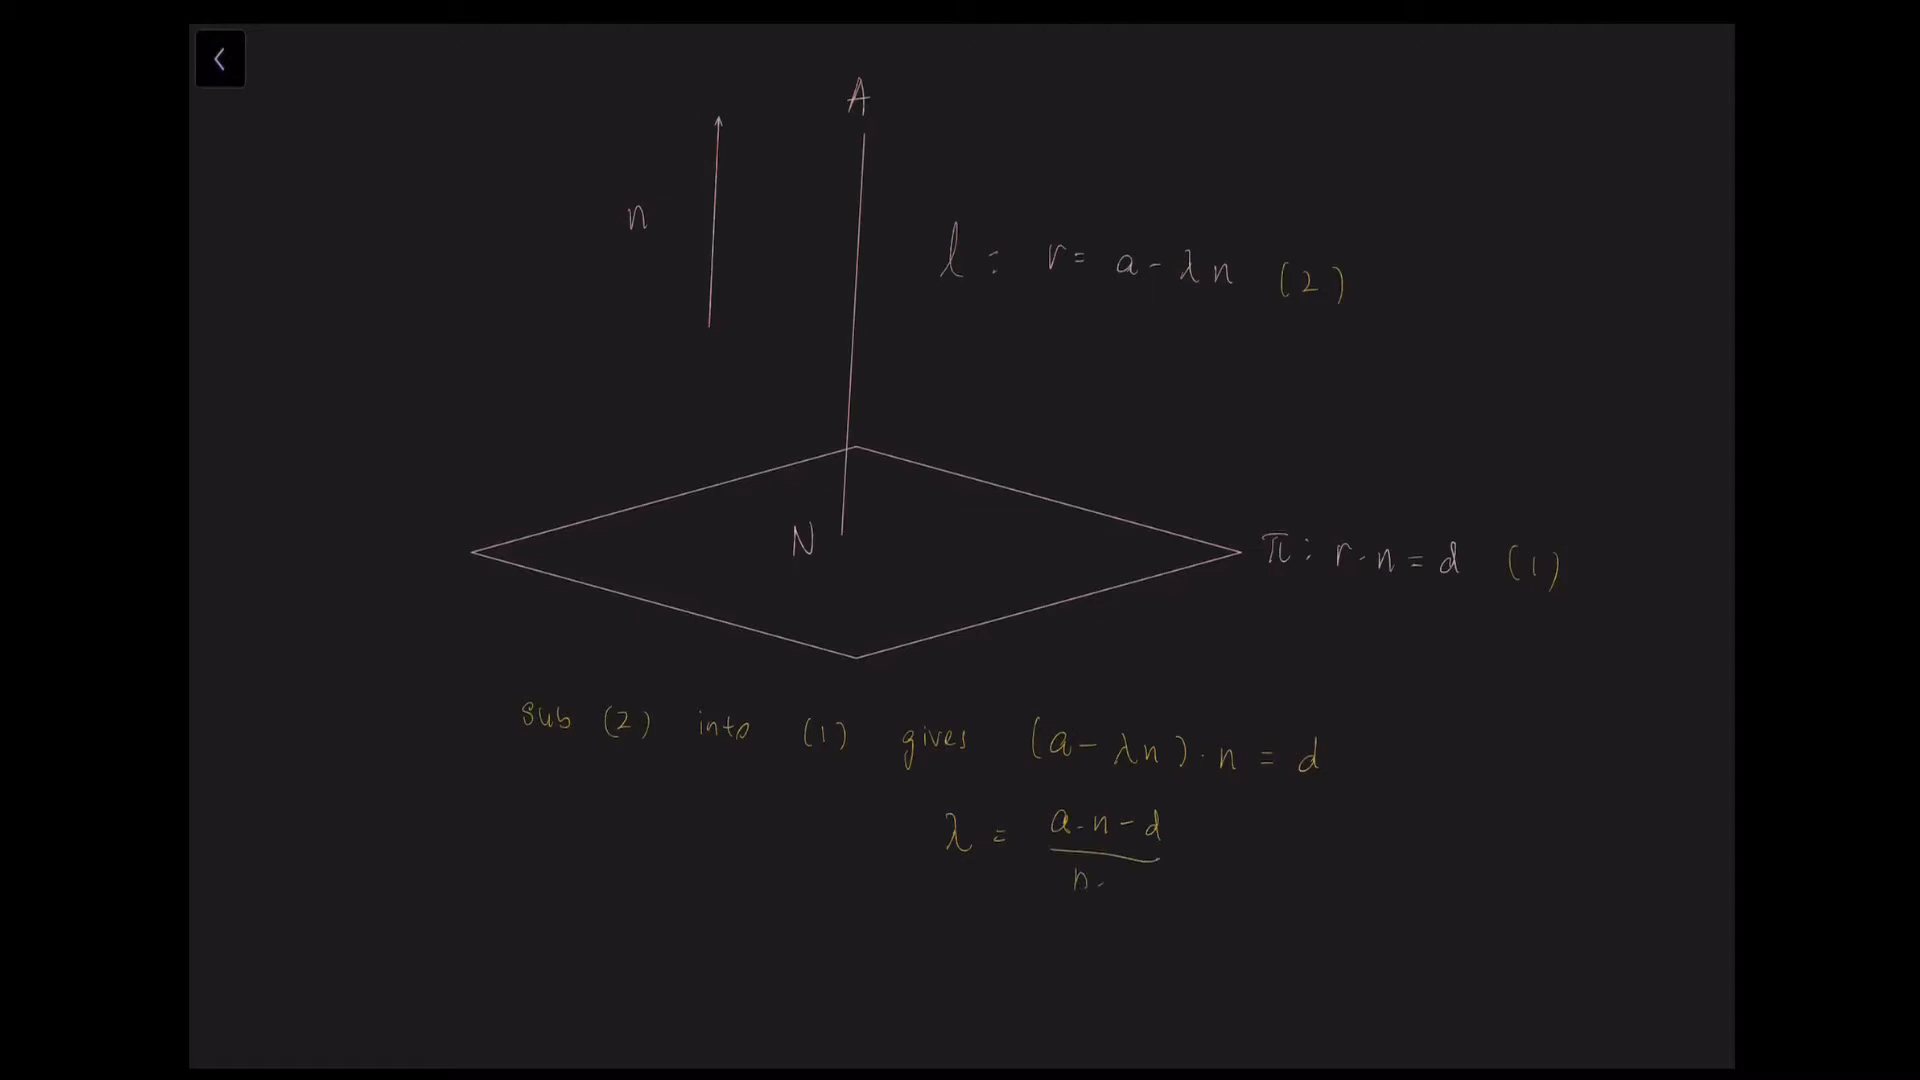 A
n
l : r = a - λn (2)
N
π : r · n = d (1)
sub (2) into (1) gives (a - λn) · n = d
λ = a · n - d
n ·